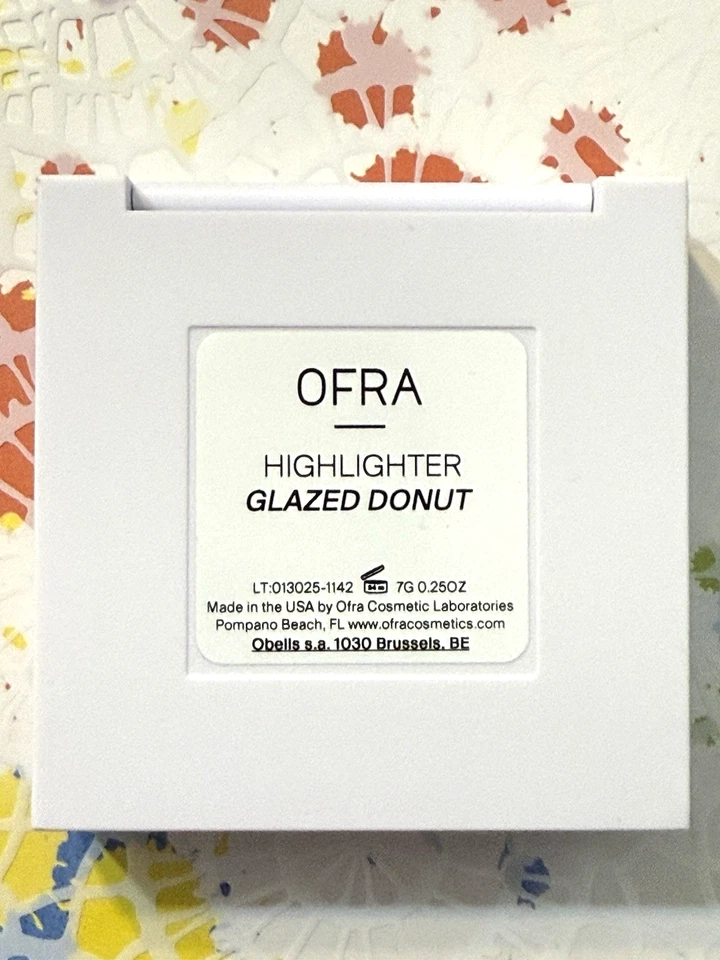 OFRA
HIGHLIGHTER
GLAZED DONUT
LT:013025-1142 7G 0.25OZ
Made in the USA by Ofra Cosmetic Laboratories
Pompano Beach, FL www.ofracosmetics.com
Obells s.a. 1030 Brussels, BE